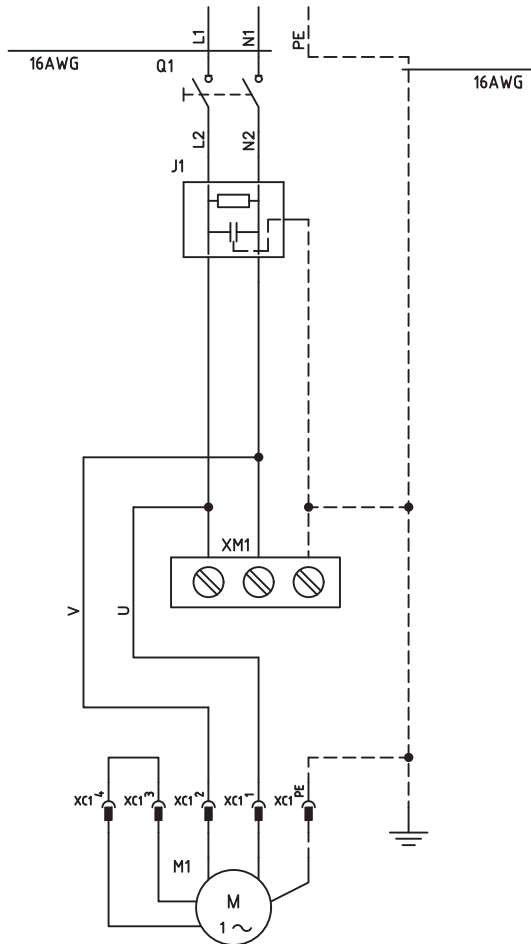 L1
N1
PE
16AWG
Q1
16AWG
L2
N2
J1
XM1
V
U
XC1 4
XC1 3
XC1 2
XC1 1
XC1 PE
M1
M
1 ~